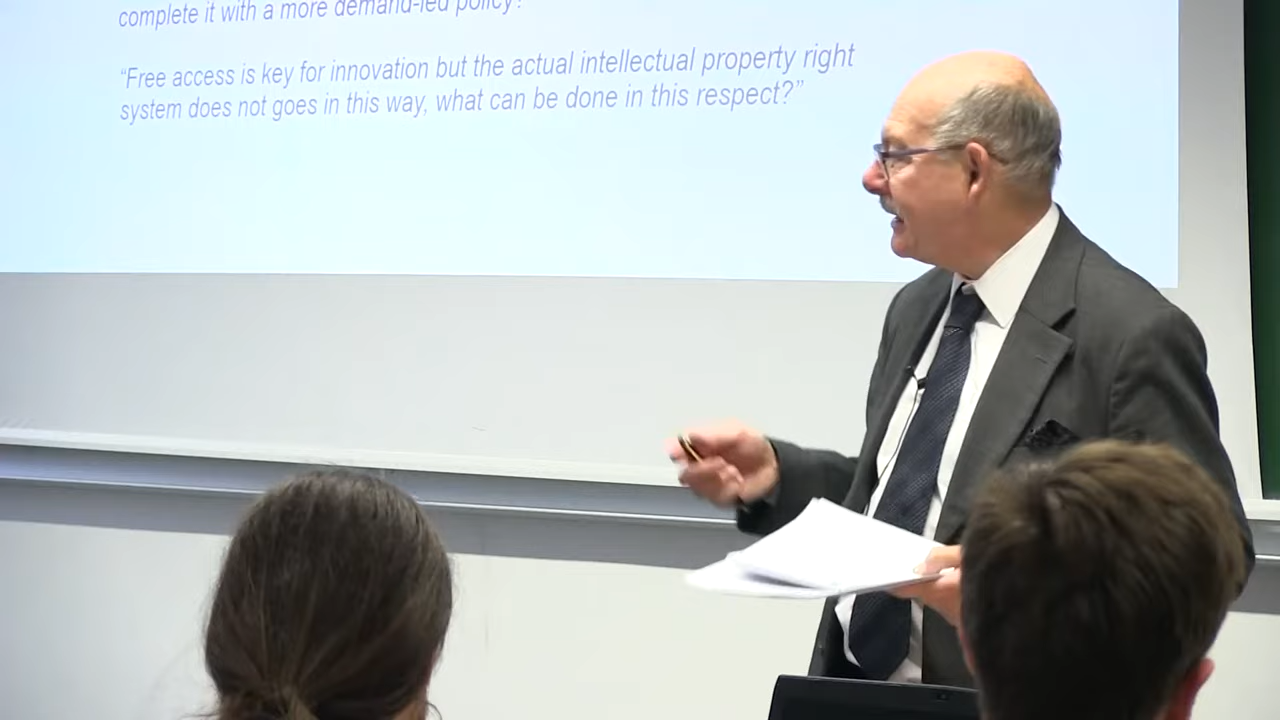 complete it with a more demand-led policy?
“Free access is key for innovation but the actual intellectual property right
system does not goes in this way, what can be done in this respect?”